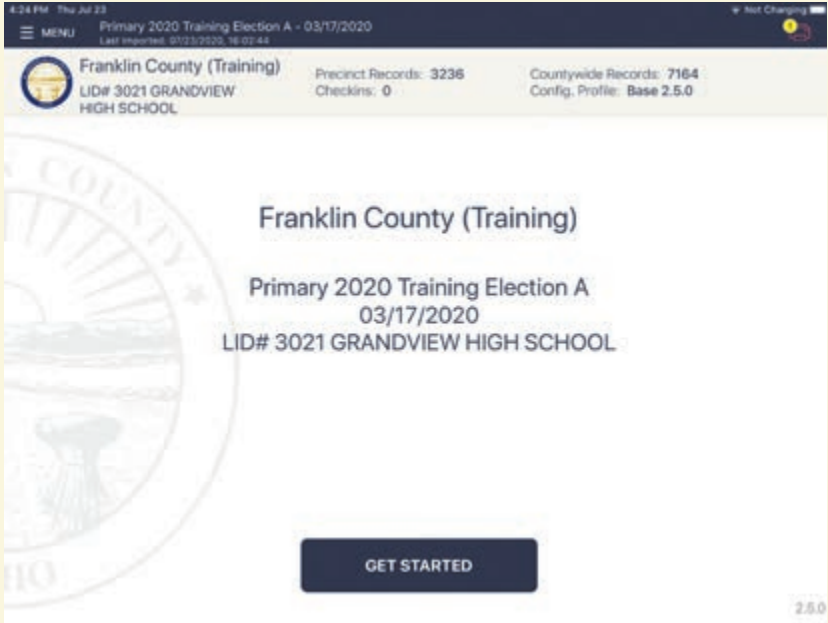 4:24 PM Thu Jul 23
Not Charging
MENU
Primary 2020 Training Election A - 03/17/2020
Last Imported: 07/23/2020, 16:02:44
1
Franklin County (Training)
LID# 3021 GRANDVIEW
HIGH SCHOOL
Precinct Records: 3236
Checkins: 0
Countywide Records: 7164
Config. Profile: Base 2.5.0
COUNTY
Franklin County (Training)
Primary 2020 Training Election A
03/17/2020
LID# 3021 GRANDVIEW HIGH SCHOOL
GET STARTED
2.5.0